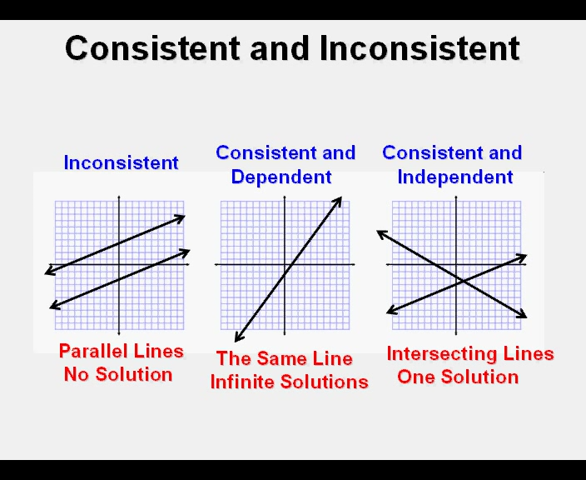 Consistent and Inconsistent
Inconsistent
Consistent and
Dependent
Consistent and
Independent
Parallel Lines
No Solution
The Same Line
Infinite Solutions
Intersecting Lines
One Solution